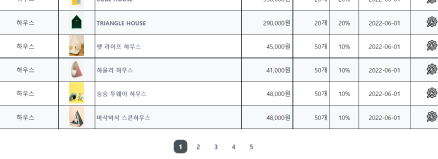 하우스 TRIANGLE HOUSE 290,000원 20개 20% 2022-06-01
하우스 펫 라이프 하우스 45,000원 50개 10% 2022-06-01
하우스 하울리 하우스 41,000원 50개 10% 2022-06-01
하우스 숑숑 투웨이 하우스 48,000원 50개 10% 2022-06-01
하우스 바삭바삭 스콘하우스 48,000원 50개 10% 2022-06-01
1 2 3 4 5